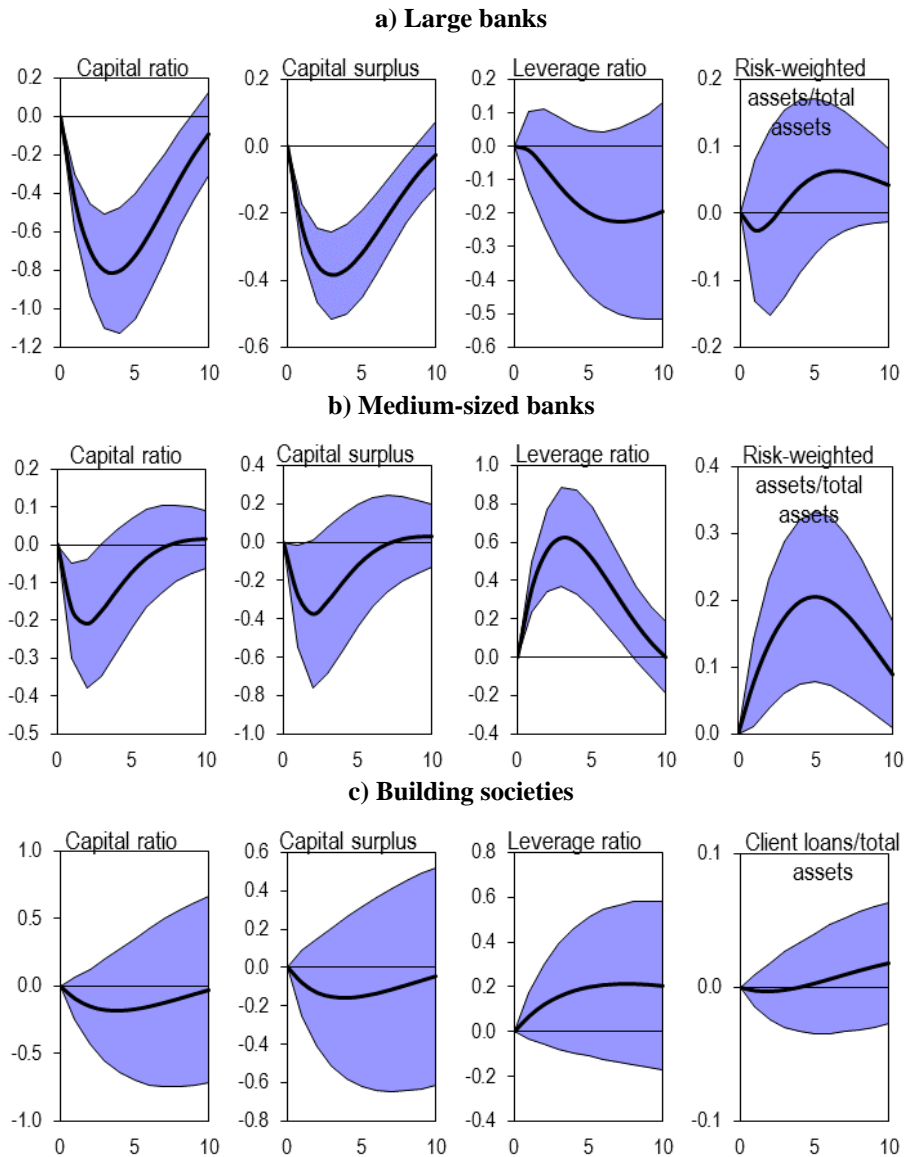 a) Large banks
Capital ratio
0.2
0.0
-0.2
-0.4
-0.6
-0.8
-1.0
-1.2
0 5 10
Capital surplus
0.2
0.0
-0.2
-0.4
-0.6
0 5 10
Leverage ratio
0.2
0.1
0.0
-0.1
-0.2
-0.3
-0.4
-0.5
-0.6
0 5 10
Risk-weighted
assets/total
assets
0.2
0.1
0.0
-0.1
-0.2
0 5 10
b) Medium-sized banks
Capital ratio
0.2
0.1
0.0
-0.1
-0.2
-0.3
-0.4
-0.5
0 5 10
Capital surplus
0.4
0.2
0.0
-0.2
-0.4
-0.6
-0.8
-1.0
0 5 10
Leverage ratio
1.0
0.8
0.6
0.4
0.2
0.0
-0.2
-0.4
0 5 10
Risk-weighted
assets/total
assets
0.4
0.3
0.2
0.1
0.0
0 5 10
c) Building societies
Capital ratio
1.0
0.5
0.0
-0.5
-1.0
0 5 10
Capital surplus
0.6
0.4
0.2
0.0
-0.2
-0.4
-0.6
-0.8
0 5 10
Leverage ratio
0.8
0.6
0.4
0.2
0.0
-0.2
-0.4
0 5 10
Client loans/total
assets
0.1
0.0
-0.1
0 5 10